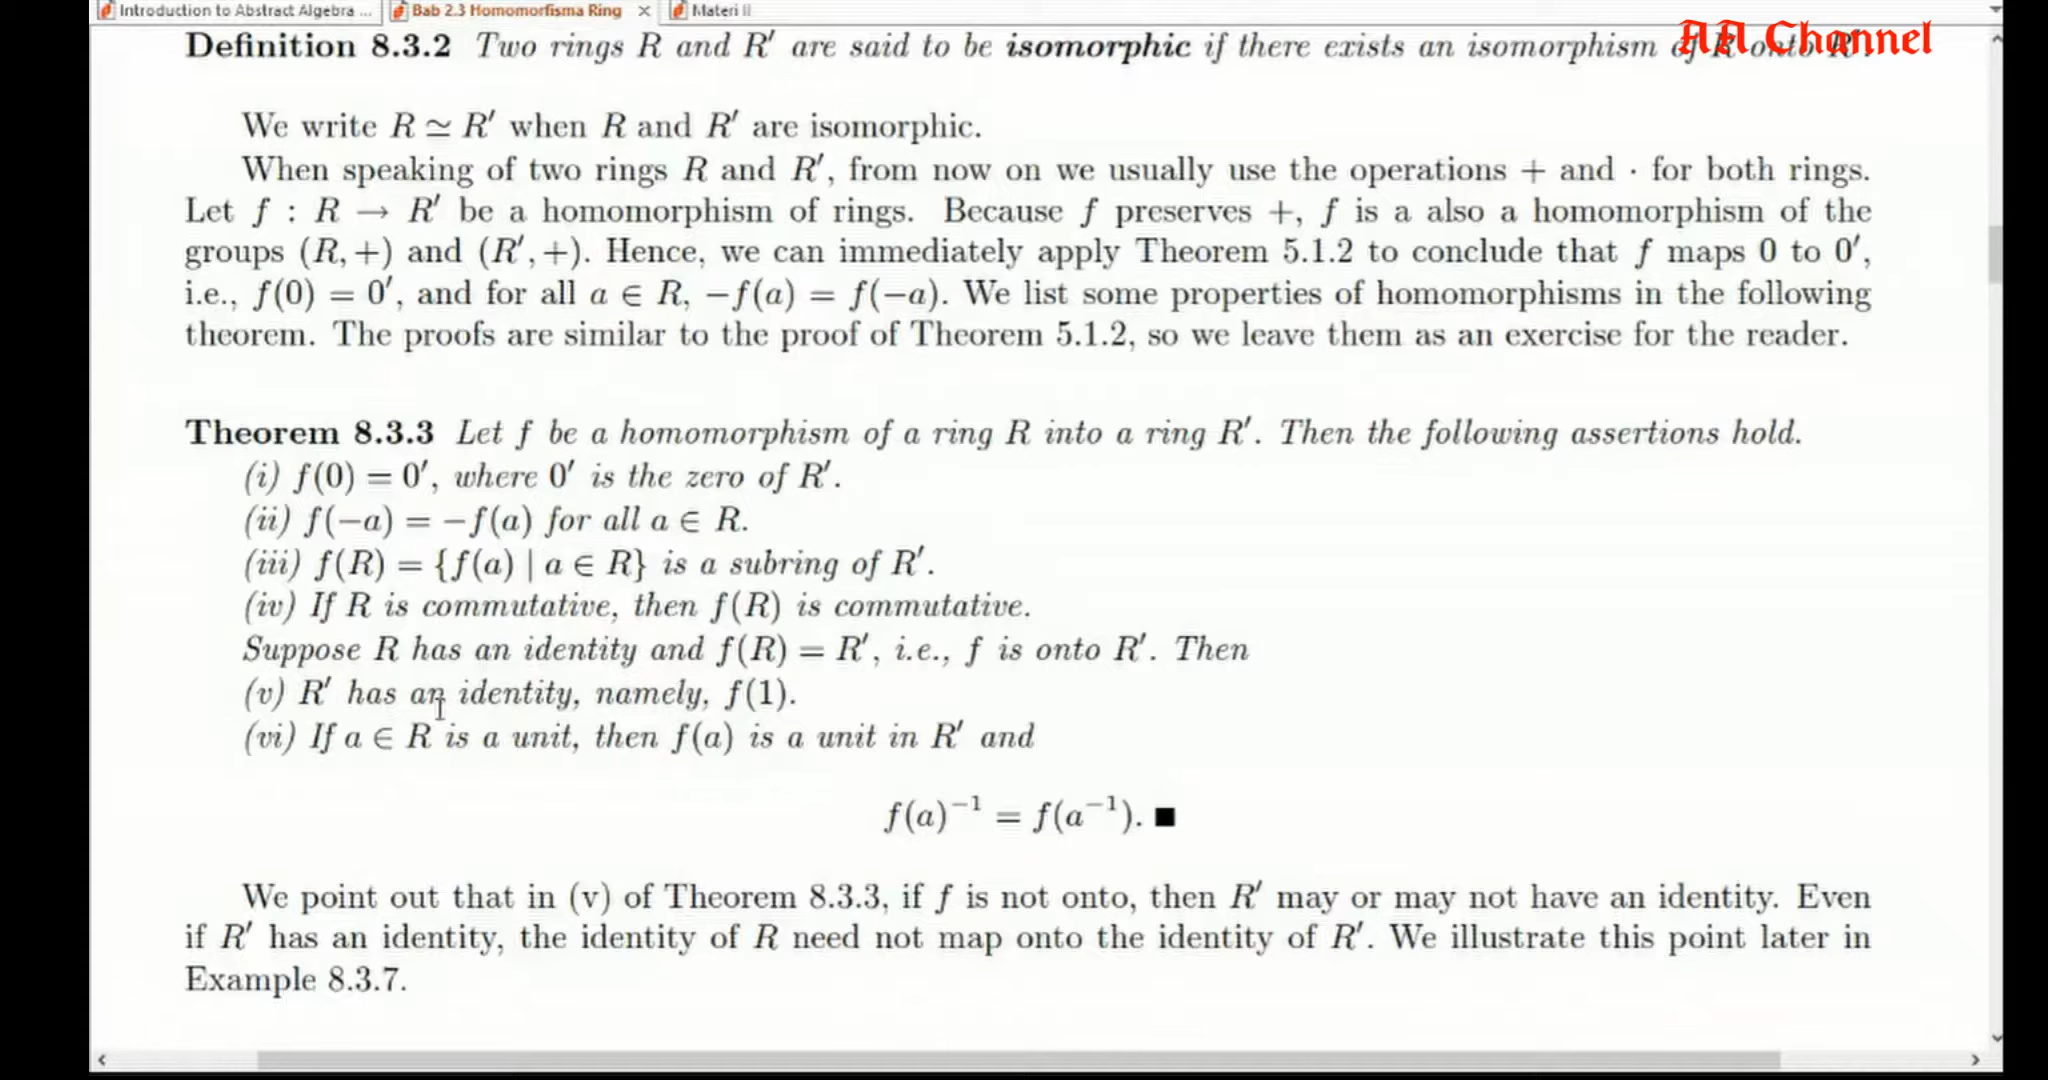 Introduction to Abstract Algebra ... Bab 2.3 Homomorfisma Ring × Materi II
AA Channel
Definition 8.3.2 Two rings R and R′ are said to be isomorphic if there exists an isomorphism of R onto R′.
We write R ≃ R′ when R and R′ are isomorphic.
When speaking of two rings R and R′, from now on we usually use the operations + and · for both rings.
Let f : R → R′ be a homomorphism of rings. Because f preserves +, f is a also a homomorphism of the
groups (R, +) and (R′, +). Hence, we can immediately apply Theorem 5.1.2 to conclude that f maps 0 to 0′,
i.e., f(0) = 0′, and for all a ∈ R, −f(a) = f(−a). We list some properties of homomorphisms in the following
theorem. The proofs are similar to the proof of Theorem 5.1.2, so we leave them as an exercise for the reader.
Theorem 8.3.3 Let f be a homomorphism of a ring R into a ring R′. Then the following assertions hold.
(i) f(0) = 0′, where 0′ is the zero of R′.
(ii) f(−a) = −f(a) for all a ∈ R.
(iii) f(R) = {f(a) | a ∈ R} is a subring of R′.
(iv) If R is commutative, then f(R) is commutative.
Suppose R has an identity and f(R) = R′, i.e., f is onto R′. Then
(v) R′ has an identity, namely, f(1).
(vi) If a ∈ R is a unit, then f(a) is a unit in R′ and
f(a)⁻¹ = f(a⁻¹). ■
We point out that in (v) of Theorem 8.3.3, if f is not onto, then R′ may or may not have an identity. Even
if R′ has an identity, the identity of R need not map onto the identity of R′. We illustrate this point later in
Example 8.3.7.